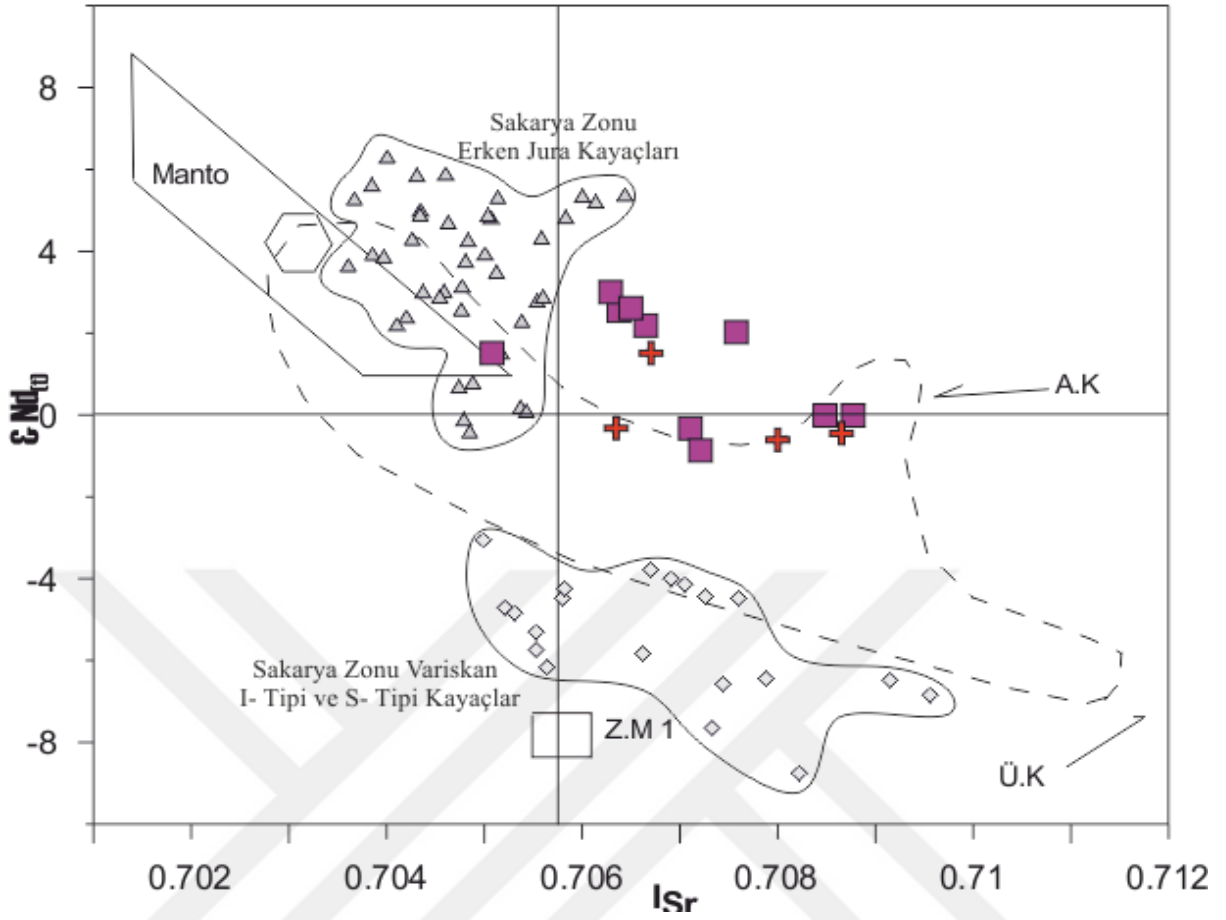 8
4
0
-4
-8
ε Nd(t)
Sakarya Zonu
Erken Jura Kayaçları
Manto
A.K
Sakarya Zonu Variskan
I- Tipi ve S- Tipi Kayaçlar
Z.M 1
Ü.K
0.702
0.704
0.706
0.708
0.71
0.712
ISr